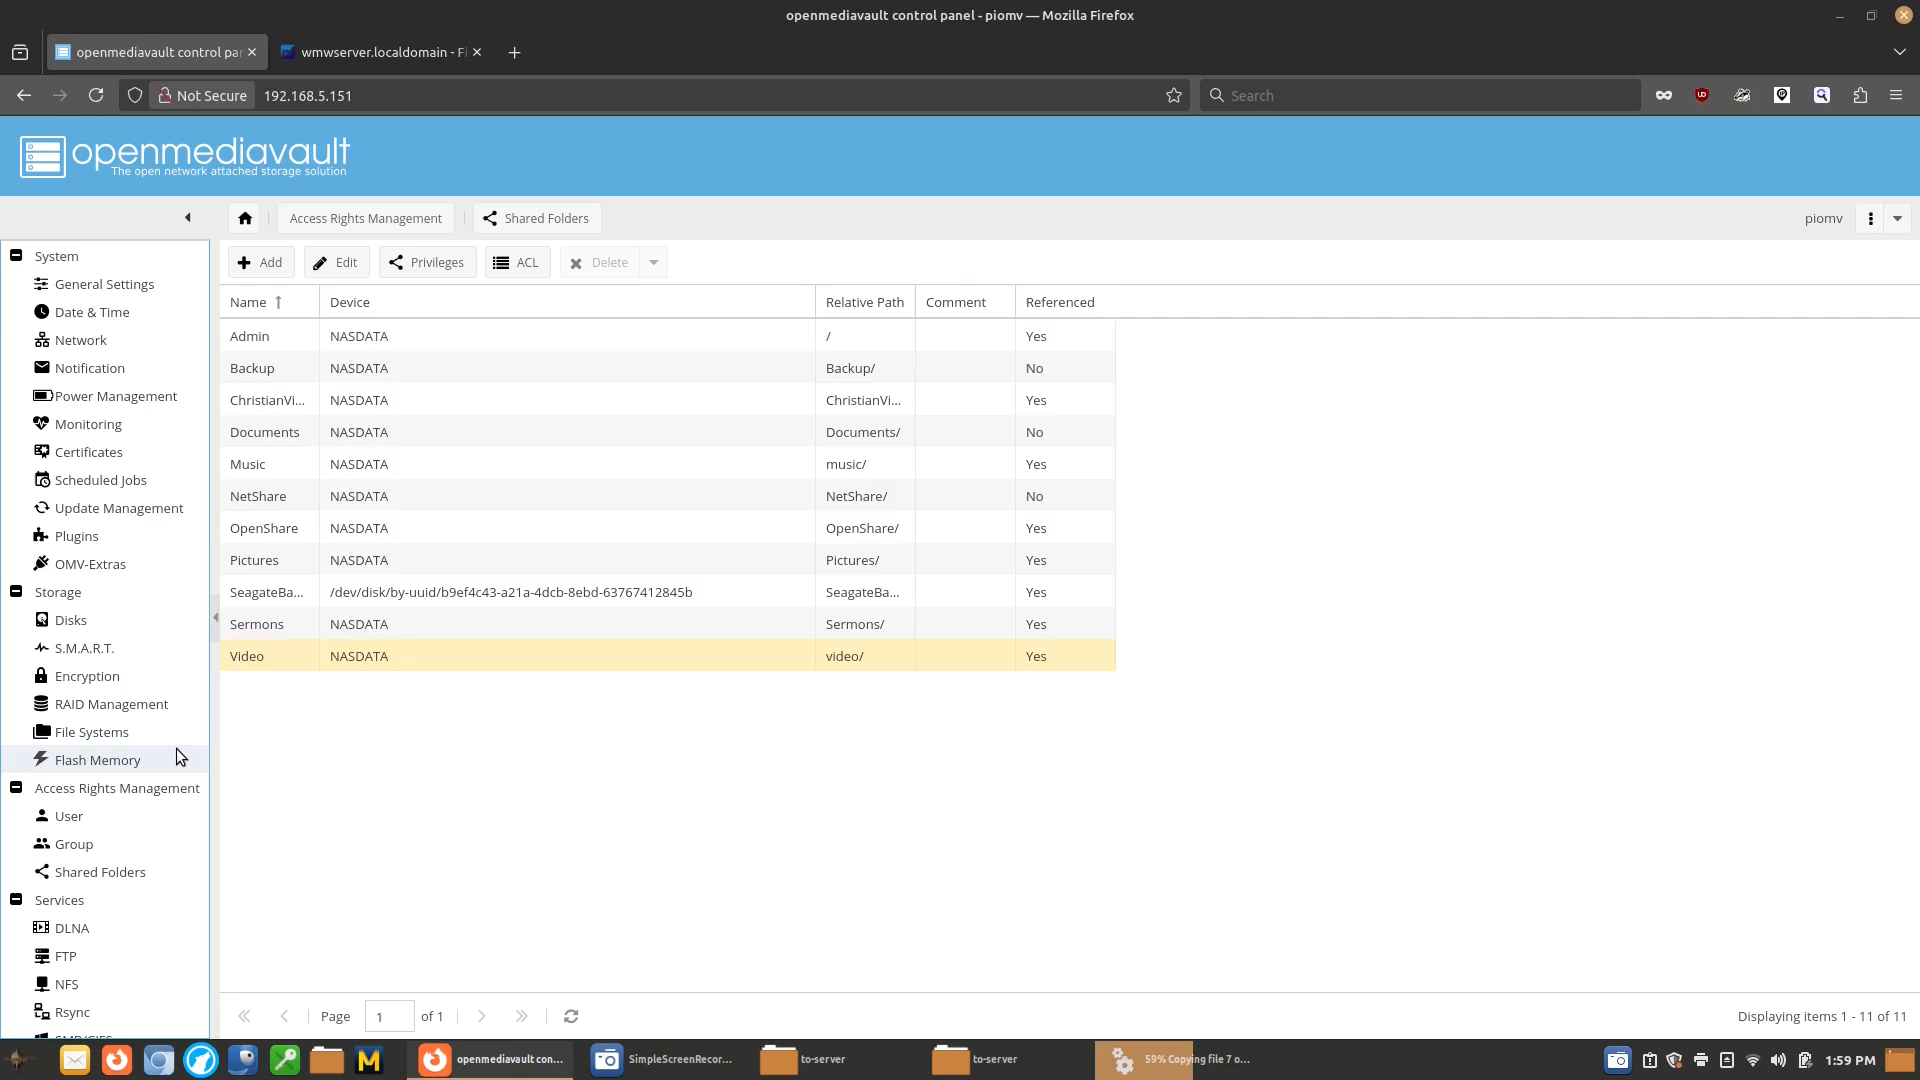 openmediavault control panel - piomv — Mozilla Firefox
openmediavault control par
wmwserver.localdomain - Fi
Not Secure
192.168.5.151
Search
openmediavault
The open network attached storage solution
Access Rights Management
Shared Folders
piomv
Add
Edit
Privileges
ACL
Delete
System
General Settings
Date & Time
Network
Notification
Power Management
Monitoring
Certificates
Scheduled Jobs
Update Management
Plugins
OMV-Extras
Storage
Disks
S.M.A.R.T.
Encryption
RAID Management
File Systems
Flash Memory
Access Rights Management
User
Group
Shared Folders
Services
DLNA
FTP
NFS
Rsync
Name Device Relative Path Comment Referenced
Admin NASDATA / Yes
Backup NASDATA Backup/ No
ChristianVi... NASDATA ChristianVi... Yes
Documents NASDATA Documents/ No
Music NASDATA music/ Yes
NetShare NASDATA NetShare/ No
OpenShare NASDATA OpenShare/ Yes
Pictures NASDATA Pictures/ Yes
SeagateBa... /dev/disk/by-uuid/b9ef4c43-a21a-4dcb-8ebd-63767412845b SeagateBa... Yes
Sermons NASDATA Sermons/ Yes
Video NASDATA video/ Yes
Page 1 of 1
Displaying items 1 - 11 of 11
openmediavault con...
SimpleScreenRecor...
to-server
to-server
59% Copying file 7 o...
1:59 PM